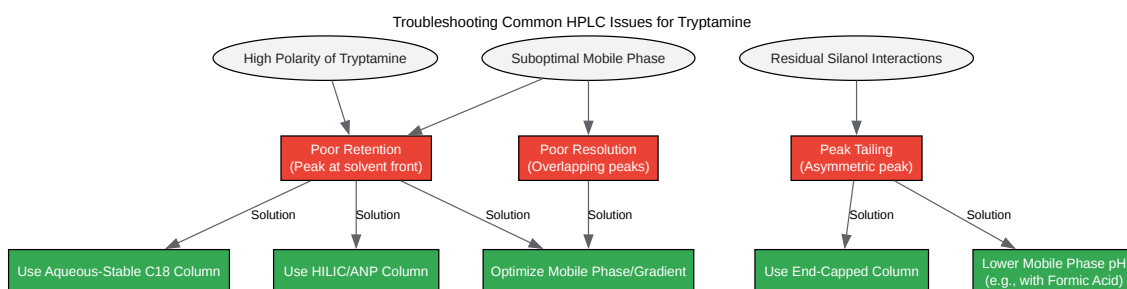 Troubleshooting Common HPLC Issues for Tryptamine
High Polarity of Tryptamine
Suboptimal Mobile Phase
Residual Silanol Interactions
Poor Retention
(Peak at solvent front)
Poor Resolution
(Overlapping peaks)
Peak Tailing
(Asymmetric peak)
Solution
Solution
Solution
Solution
Solution
Solution
Use Aqueous-Stable C18 Column
Use HILIC/ANP Column
Optimize Mobile Phase/Gradient
Use End-Capped Column
Lower Mobile Phase pH
(e.g., with Formic Acid)